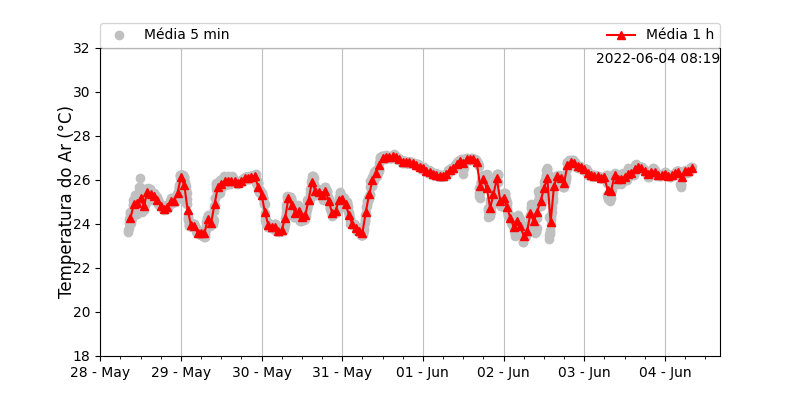 Média 5 min
Média 1 h
2022-06-04 08:19
Temperatura do Ar (°C)
32
30
28
26
24
22
20
18
28 - May
29 - May
30 - May
31 - May
01 - Jun
02 - Jun
03 - Jun
04 - Jun